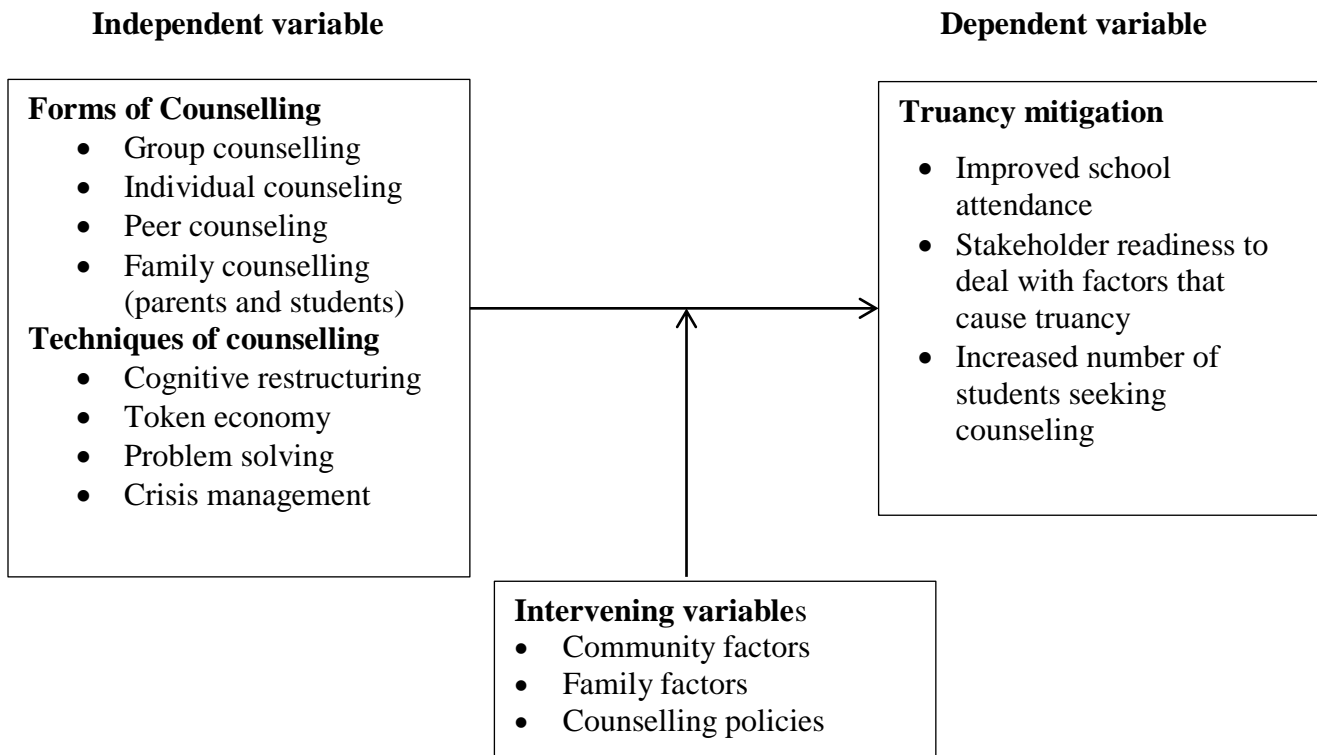 Independent variable
Dependent variable
Forms of Counselling
• Group counselling
• Individual counseling
• Peer counseling
• Family counselling
(parents and students)
Techniques of counselling
• Cognitive restructuring
• Token economy
• Problem solving
• Crisis management
Truancy mitigation
• Improved school
attendance
• Stakeholder readiness to
deal with factors that
cause truancy
• Increased number of
students seeking
counseling
Intervening variables
• Community factors
• Family factors
• Counselling policies